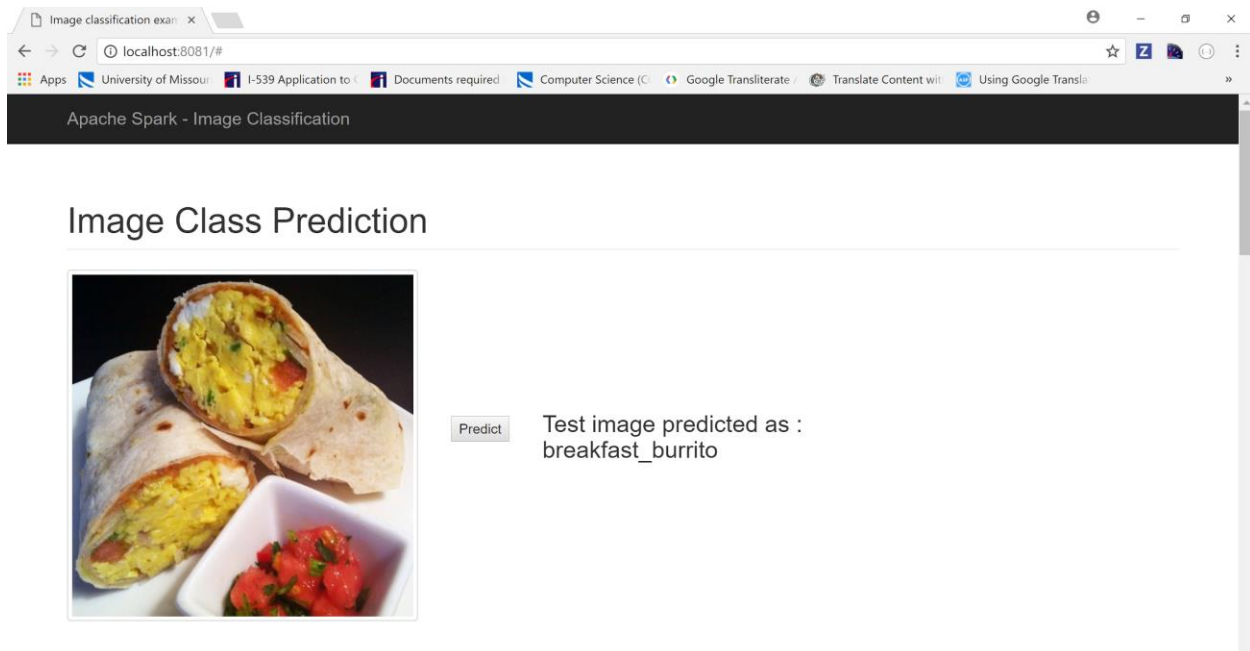 Image classification exam
localhost:8081/#
Apps University of Missour I-539 Application to C Documents required Computer Science (C Google Transliterate / Translate Content wit Using Google Transla »
Apache Spark - Image Classification
Image Class Prediction
Predict
Test image predicted as :
breakfast_burrito